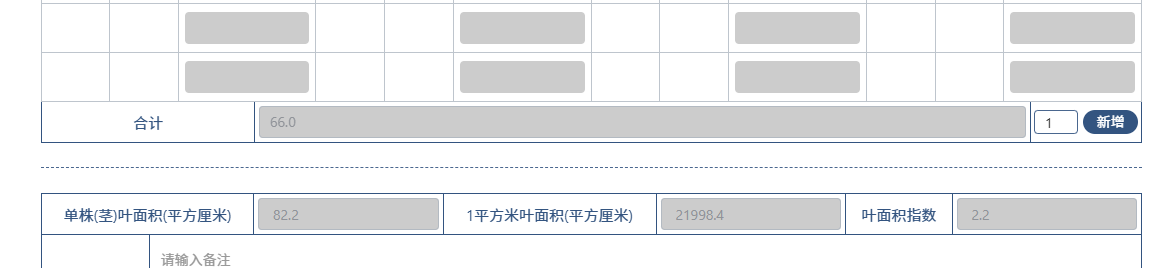 合计 66.0 1 新增
单株(茎)叶面积(平方厘米) 82.2 1平方米叶面积(平方厘米) 21998.4 叶面积指数 2.2
请输入备注